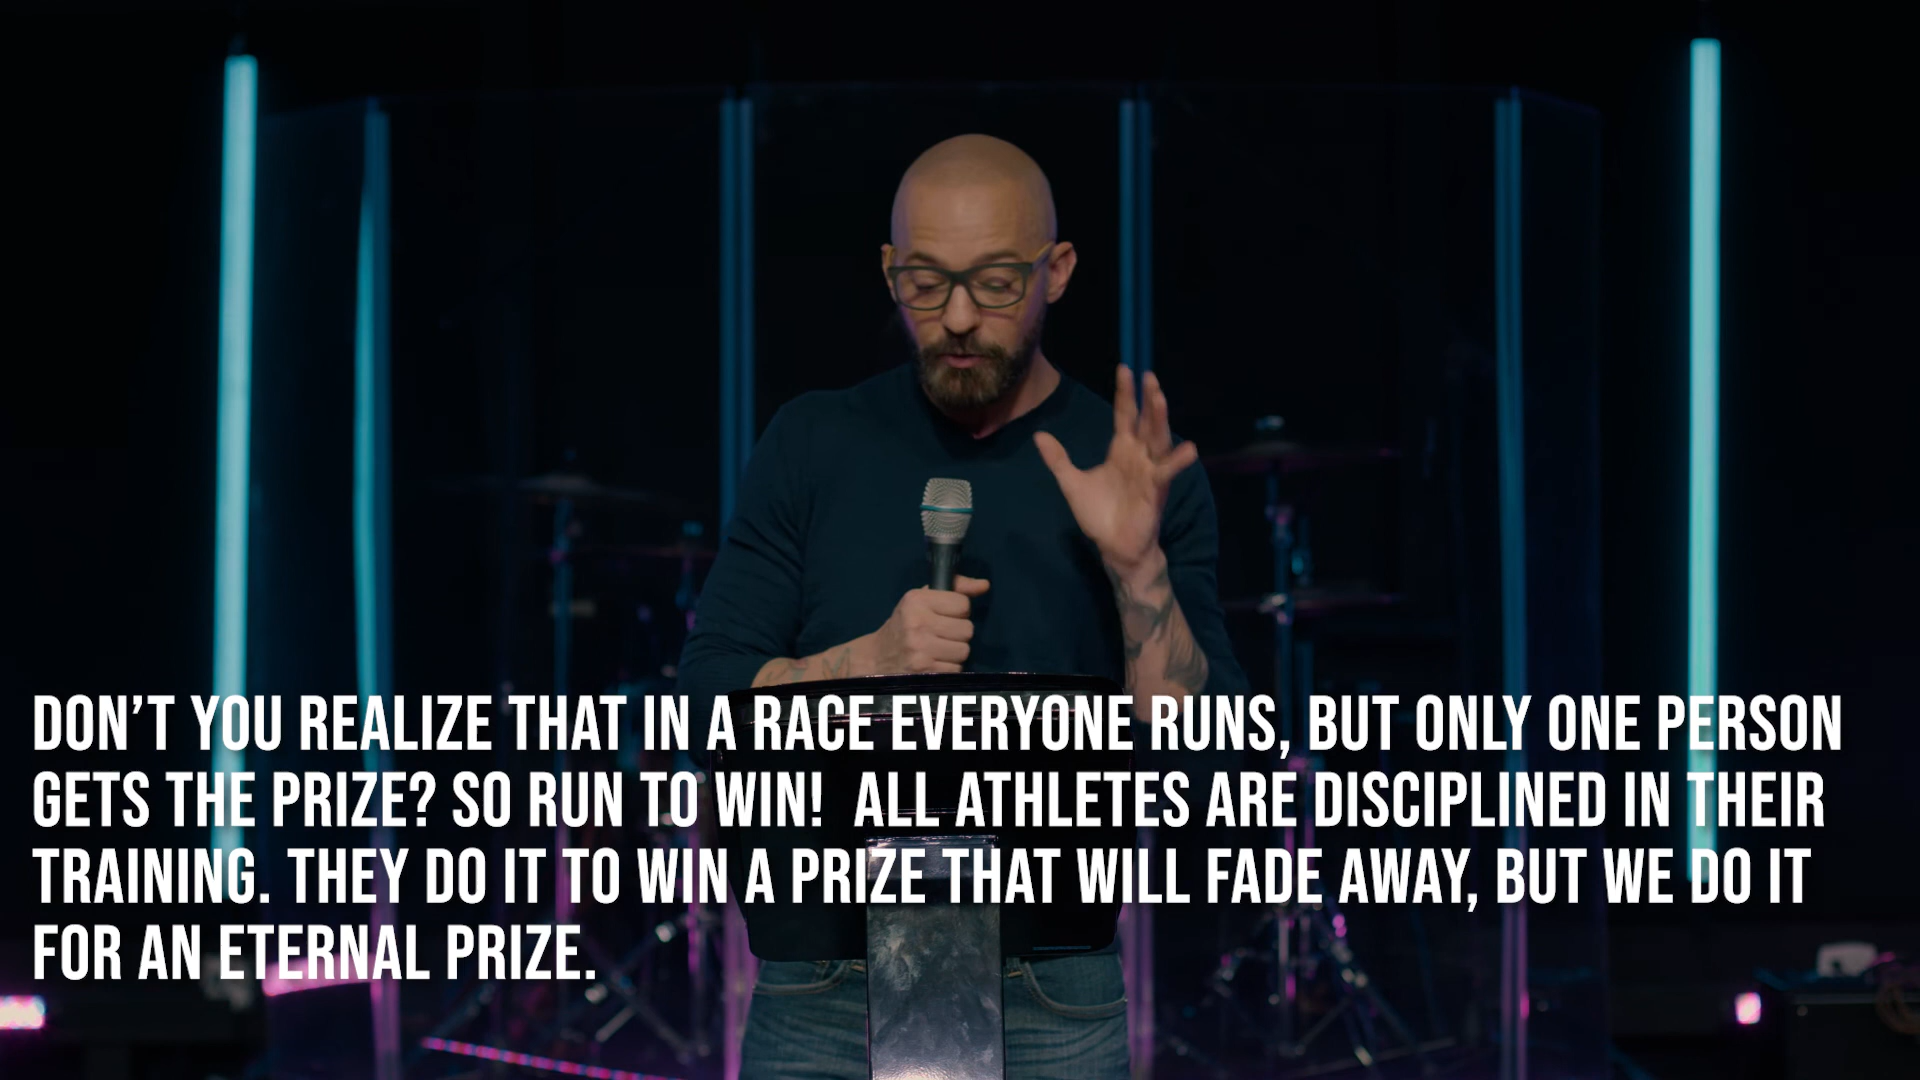 DON’T YOU REALIZE THAT IN A RACE EVERYONE RUNS, BUT ONLY ONE PERSON
GETS THE PRIZE? SO RUN TO WIN!  ALL ATHLETES ARE DISCIPLINED IN THEIR
TRAINING. THEY DO IT TO WIN A PRIZE THAT WILL FADE AWAY, BUT WE DO IT
FOR AN ETERNAL PRIZE.